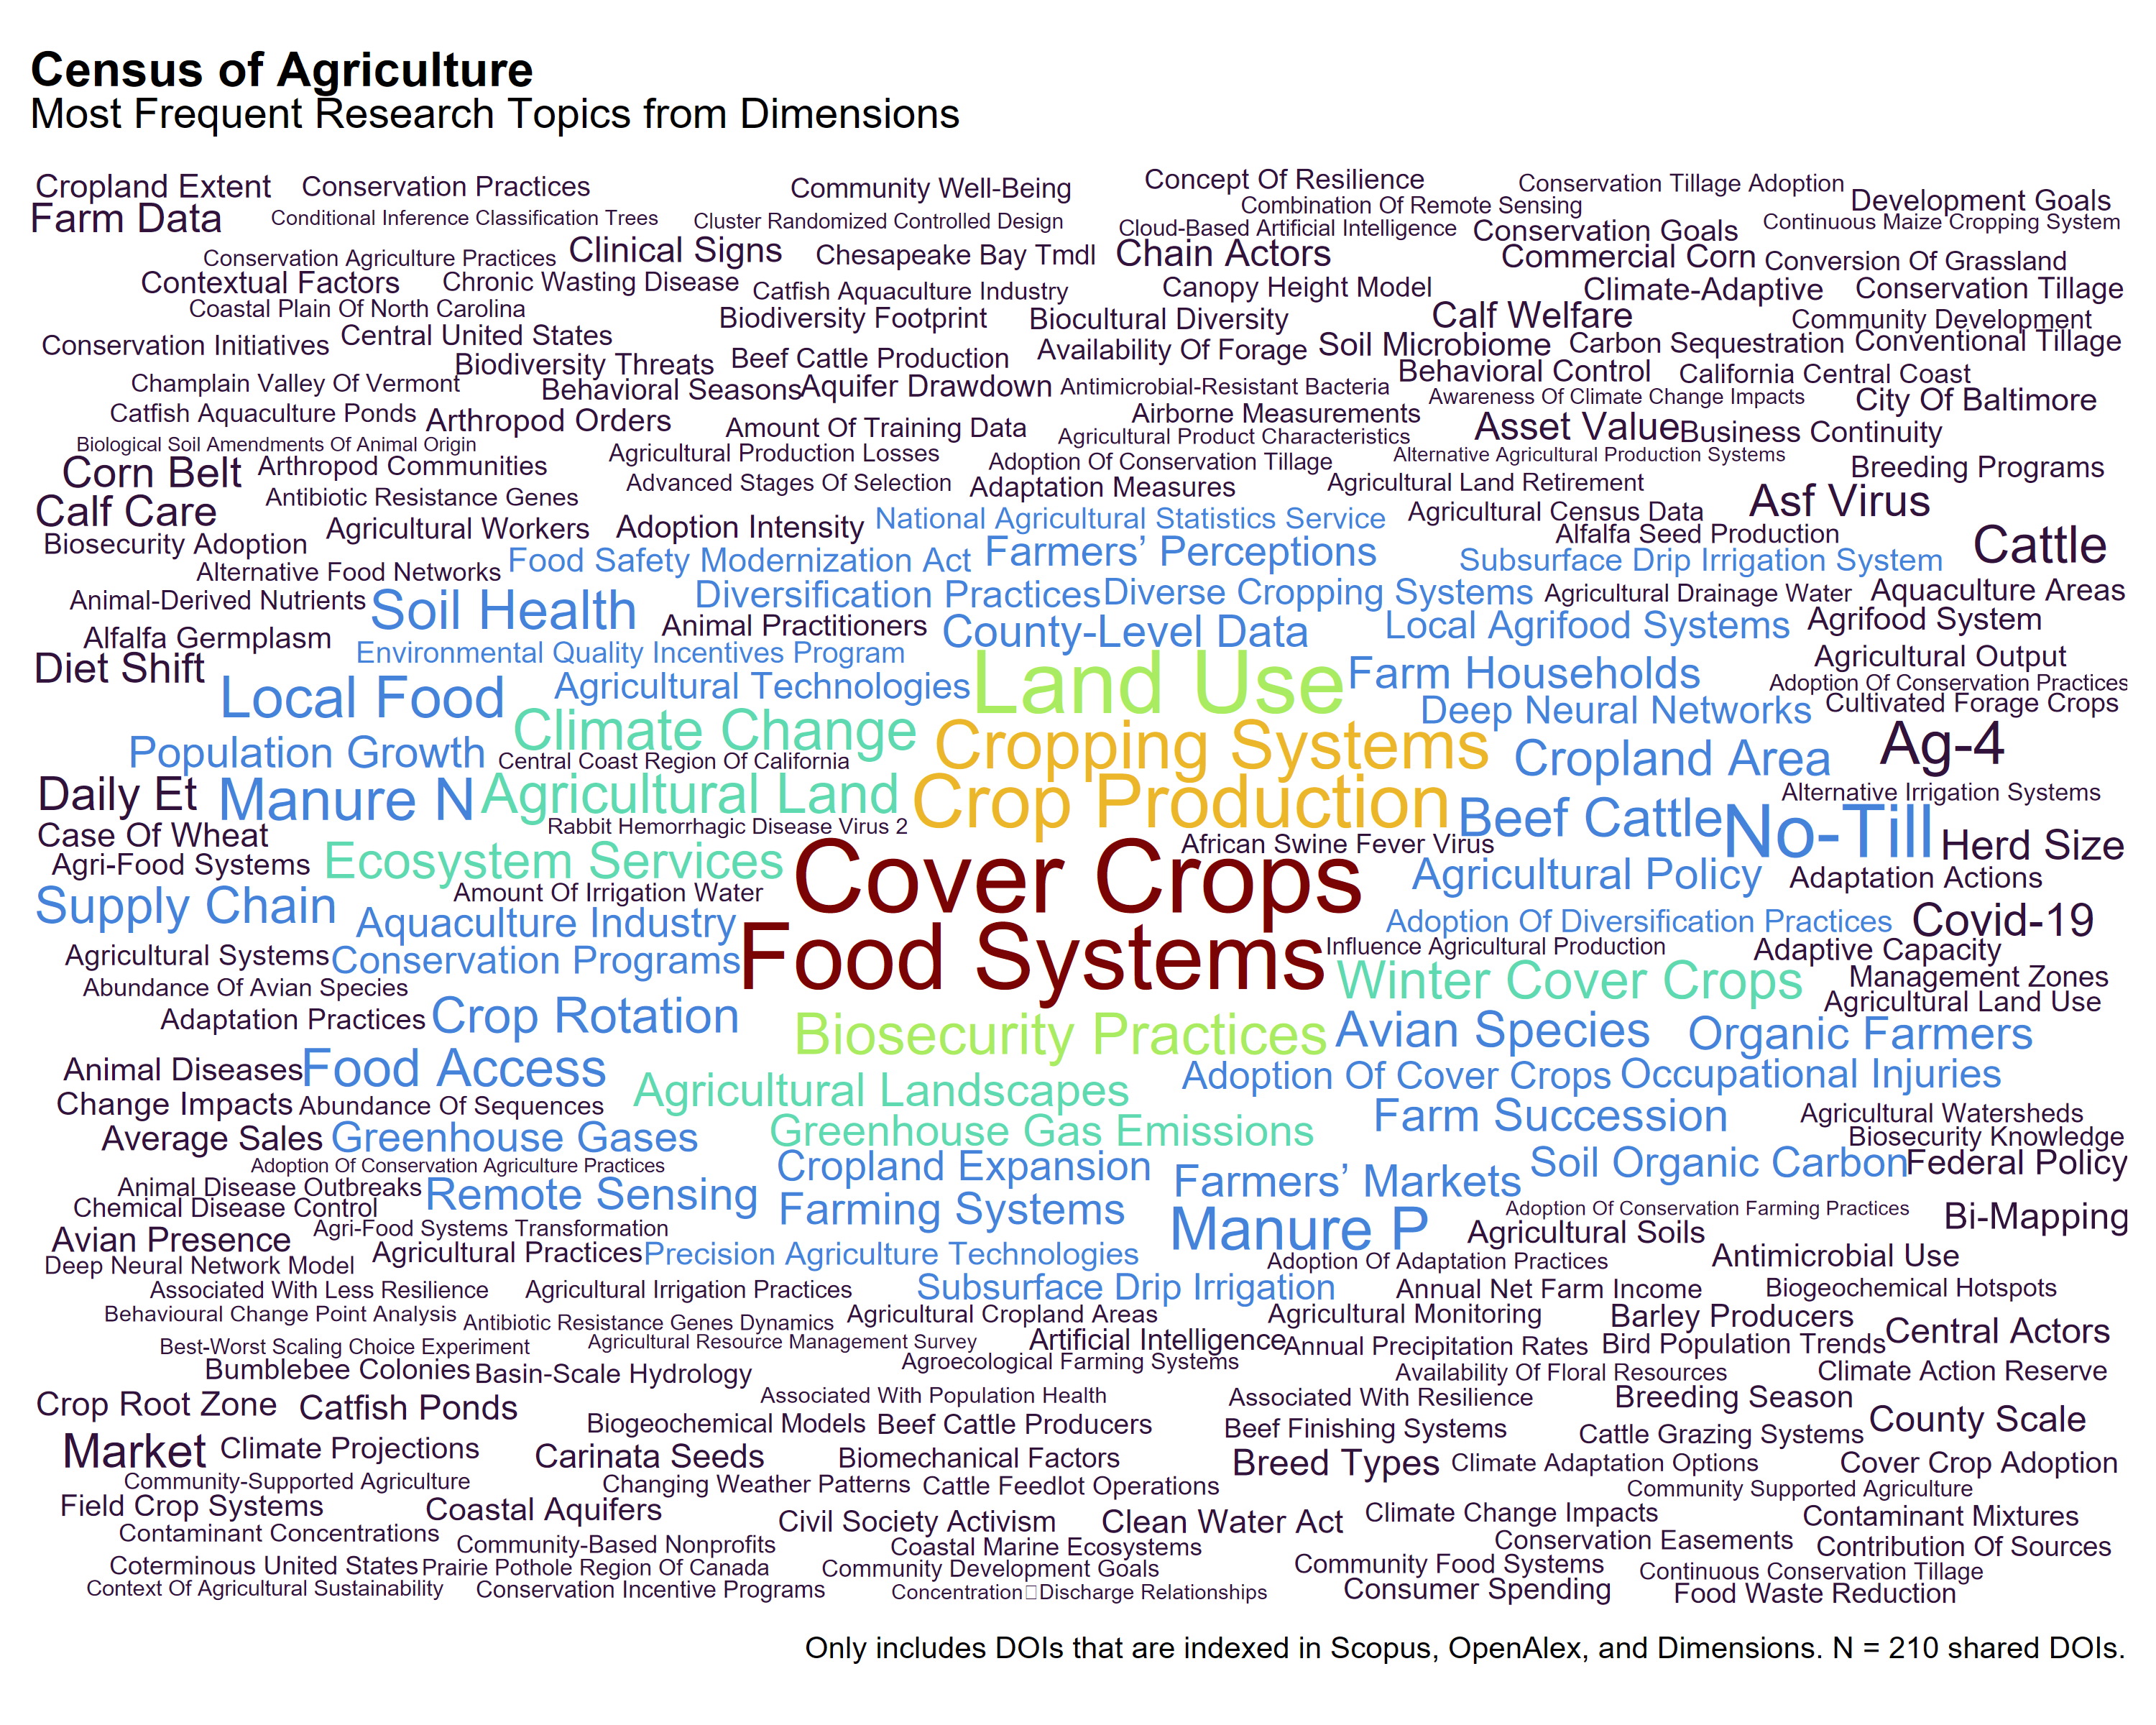 Census of Agriculture
Most Frequent Research Topics from Dimensions
Cropland Extent
Conservation Practices
Community Well-Being
Concept Of Resilience
Conservation Tillage Adoption
Development Goals
Farm Data
Conditional Inference Classification Trees
Cluster Randomized Controlled Design
Combination Of Remote Sensing
Cloud-Based Artificial Intelligence
Conservation Goals
Continuous Maize Cropping System
Conservation Agriculture Practices
Clinical Signs
Chesapeake Bay Tmdl
Chain Actors
Commercial Corn
Conversion Of Grassland
Contextual Factors
Chronic Wasting Disease
Catfish Aquaculture Industry
Canopy Height Model
Climate-Adaptive
Conservation Tillage
Coastal Plain Of North Carolina
Biodiversity Footprint
Biocultural Diversity
Calf Welfare
Community Development
Conservation Initiatives
Central United States
Biodiversity Threats
Beef Cattle Production
Availability Of Forage
Soil Microbiome
Carbon Sequestration
Conventional Tillage
Champlain Valley Of Vermont
Behavioral Seasons
Aquifer Drawdown
Antimicrobial-Resistant Bacteria
Behavioral Control
California Central Coast
Awareness Of Climate Change Impacts
City Of Baltimore
Catfish Aquaculture Ponds
Arthropod Orders
Amount Of Training Data
Airborne Measurements
Agricultural Product Characteristics
Asset Value
Business Continuity
Biological Soil Amendments Of Animal Origin
Agricultural Production Losses
Adoption Of Conservation Tillage
Alternative Agricultural Production Systems
Breeding Programs
Corn Belt
Arthropod Communities
Advanced Stages Of Selection
Adaptation Measures
Agricultural Land Retirement
Asf Virus
Calf Care
Antibiotic Resistance Genes
Agricultural Workers
Adoption Intensity
National Agricultural Statistics Service
Agricultural Census Data
Alfalfa Seed Production
Cattle
Biosecurity Adoption
Alternative Food Networks
Food Safety Modernization Act
Farmers’ Perceptions
Subsurface Drip Irrigation System
Animal-Derived Nutrients
Soil Health
Diversification Practices
Diverse Cropping Systems
Agricultural Drainage Water
Aquaculture Areas
Alfalfa Germplasm
Animal Practitioners
County-Level Data
Local Agrifood Systems
Agrifood System
Diet Shift
Environmental Quality Incentives Program
Land Use
Farm Households
Agricultural Output
Adoption Of Conservation Practices
Local Food
Agricultural Technologies
Deep Neural Networks
Cultivated Forage Crops
Population Growth
Climate Change
Central Coast Region Of California
Cropping Systems
Cropland Area
Ag-4
Daily Et
Manure N
Agricultural Land
Crop Production
Beef Cattle
Alternative Irrigation Systems
No-Till
Case Of Wheat
Rabbit Hemorrhagic Disease Virus 2
African Swine Fever Virus
Herd Size
Agri-Food Systems
Ecosystem Services
Cover Crops
Agricultural Policy
Adaptation Actions
Supply Chain
Amount Of Irrigation Water
Aquaculture Industry
Adoption Of Diversification Practices
Covid-19
Agricultural Systems
Conservation Programs
Food Systems
Influence Agricultural Production
Adaptive Capacity
Abundance Of Avian Species
Winter Cover Crops
Management Zones
Agricultural Land Use
Adaptation Practices
Crop Rotation
Biosecurity Practices
Avian Species
Organic Farmers
Animal Diseases
Food Access
Agricultural Landscapes
Adoption Of Cover Crops
Occupational Injuries
Change Impacts
Abundance Of Sequences
Farm Succession
Agricultural Watersheds
Average Sales
Greenhouse Gases
Greenhouse Gas Emissions
Biosecurity Knowledge
Adoption Of Conservation Agriculture Practices
Cropland Expansion
Farmers’ Markets
Soil Organic Carbon
Federal Policy
Animal Disease Outbreaks
Remote Sensing
Farming Systems
Chemical Disease Control
Manure P
Adoption Of Conservation Farming Practices
Bi-Mapping
Avian Presence
Agri-Food Systems Transformation
Agricultural Soils
Deep Neural Network Model
Agricultural Practices
Precision Agriculture Technologies
Adoption Of Adaptation Practices
Antimicrobial Use
Associated With Less Resilience
Agricultural Irrigation Practices
Subsurface Drip Irrigation
Annual Net Farm Income
Biogeochemical Hotspots
Behavioural Change Point Analysis
Antibiotic Resistance Genes Dynamics
Agricultural Cropland Areas
Agricultural Monitoring
Barley Producers
Central Actors
Best-Worst Scaling Choice Experiment
Agricultural Resource Management Survey
Artificial Intelligence
Annual Precipitation Rates
Bird Population Trends
Bumblebee Colonies
Basin-Scale Hydrology
Agroecological Farming Systems
Availability Of Floral Resources
Climate Action Reserve
Crop Root Zone
Catfish Ponds
Associated With Population Health
Associated With Resilience
Breeding Season
Biogeochemical Models
Beef Cattle Producers
Beef Finishing Systems
Cattle Grazing Systems
County Scale
Market
Climate Projections
Carinata Seeds
Biomechanical Factors
Breed Types
Climate Adaptation Options
Cover Crop Adoption
Community-Supported Agriculture
Changing Weather Patterns
Cattle Feedlot Operations
Community Supported Agriculture
Field Crop Systems
Coastal Aquifers
Civil Society Activism
Clean Water Act
Climate Change Impacts
Contaminant Mixtures
Contaminant Concentrations
Community-Based Nonprofits
Coastal Marine Ecosystems
Conservation Easements
Contribution Of Sources
Coterminous United States
Prairie Pothole Region Of Canada
Community Development Goals
Community Food Systems
Continuous Conservation Tillage
Context Of Agricultural Sustainability
Conservation Incentive Programs
Concentration□Discharge Relationships
Consumer Spending
Food Waste Reduction
Only includes DOIs that are indexed in Scopus, OpenAlex, and Dimensions. N = 210 shared DOIs.